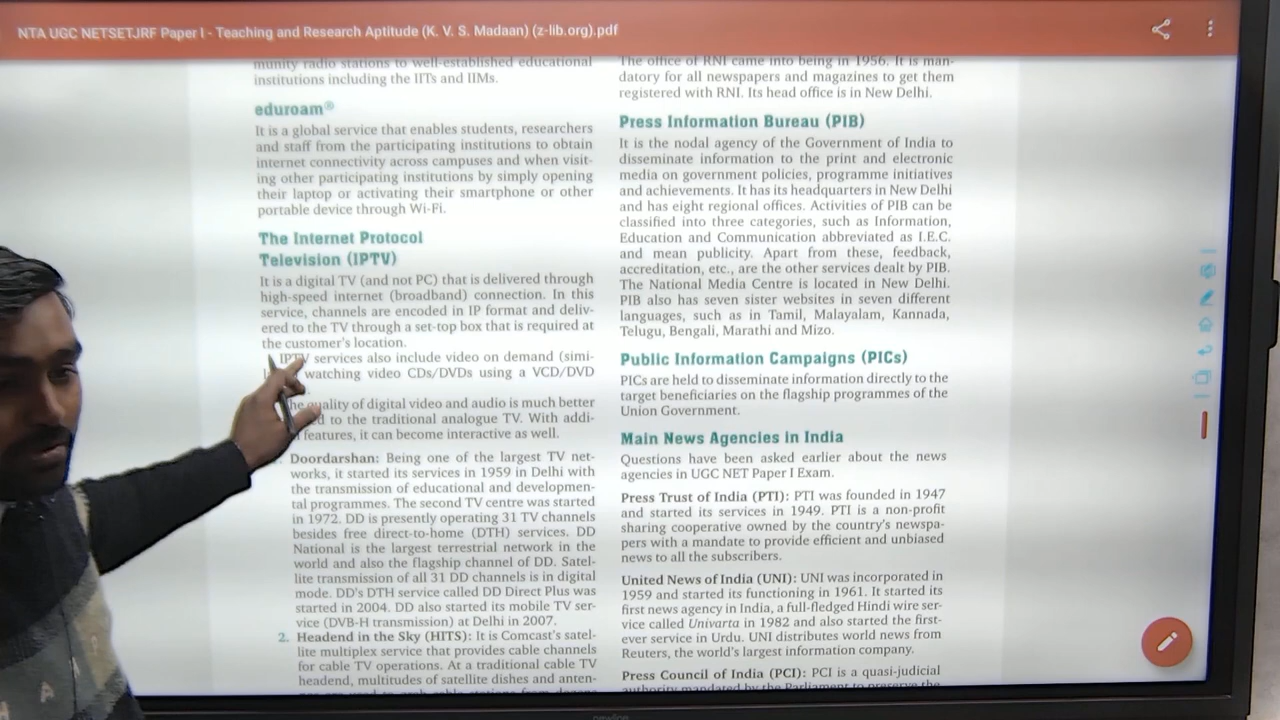 NTA UGC NETSETJRF Paper I - Teaching and Research Aptitude (K. V. S. Madaan) (z-lib.org).pdf
munity radio stations to well-established educational
institutions including the IITs and IIMs.
eduroam®
It is a global service that enables students, researchers
and staff from the participating institutions to obtain
internet connectivity across campuses and when visit-
ing other participating institutions by simply opening
their laptop or activating their smartphone or other
portable device through Wi-Fi.
The Internet Protocol
Television (IPTV)
It is a digital TV (and not PC) that is delivered through
high-speed internet (broadband) connection. In this
service, channels are encoded in IP format and deliv-
ered to the TV through a set-top box that is required at
the customer's location.
IPTV services also include video on demand (simi-
watching video CDs/DVDs using a VCD/DVD
quality of digital video and audio is much better
to the traditional analogue TV. With addi-
features, it can become interactive as well.
Doordarshan: Being one of the largest TV net-
works, it started its services in 1959 in Delhi with
the transmission of educational and developmen-
tal programmes. The second TV centre was started
in 1972. DD is presently operating 31 TV channels
besides free direct-to-home (DTH) services. DD
National is the largest terrestrial network in the
world and also the flagship channel of DD. Satel-
lite transmission of all 31 DD channels is in digital
mode. DD's DTH service called DD Direct Plus was
started in 2004. DD also started its mobile TV ser-
vice (DVB-H transmission) at Delhi in 2007.
2. Headend in the Sky (HITS): It is Comcast's satel-
lite multiplex service that provides cable channels
for cable TV operations. At a traditional cable TV
headend, multitudes of satellite dishes and anten-
The office of RNI came into being in 1956. It is man-
datory for all newspapers and magazines to get them
registered with RNI. Its head office is in New Delhi.
Press Information Bureau (PIB)
It is the nodal agency of the Government of India to
disseminate information to the print and electronic
media on government policies, programme initiatives
and achievements. It has its headquarters in New Delhi
and has eight regional offices. Activities of PIB can be
classified into three categories, such as Information,
Education and Communication abbreviated as I.E.C.
and mean publicity. Apart from these, feedback,
accreditation, etc., are the other services dealt by PIB.
The National Media Centre is located in New Delhi.
PIB also has seven sister websites in seven different
languages, such as in Tamil, Malayalam, Kannada,
Telugu, Bengali, Marathi and Mizo.
Public Information Campaigns (PICs)
PICs are held to disseminate information directly to the
target beneficiaries on the flagship programmes of the
Union Government.
Main News Agencies in India
Questions have been asked earlier about the news
agencies in UGC NET Paper I Exam.
Press Trust of India (PTI): PTI was founded in 1947
and started its services in 1949. PTI is a non-profit
sharing cooperative owned by the country's newspa-
pers with a mandate to provide efficient and unbiased
news to all the subscribers.
United News of India (UNI): UNI was incorporated in
1959 and started its functioning in 1961. It started its
first news agency in India, a full-fledged Hindi wire ser-
vice called Univarta in 1982 and also started the first-
ever service in Urdu. UNI distributes world news from
Reuters, the world's largest information company.
Press Council of India (PCI): PCI is a quasi-judicial
authority mandated by the Parliament to preserve the
newline